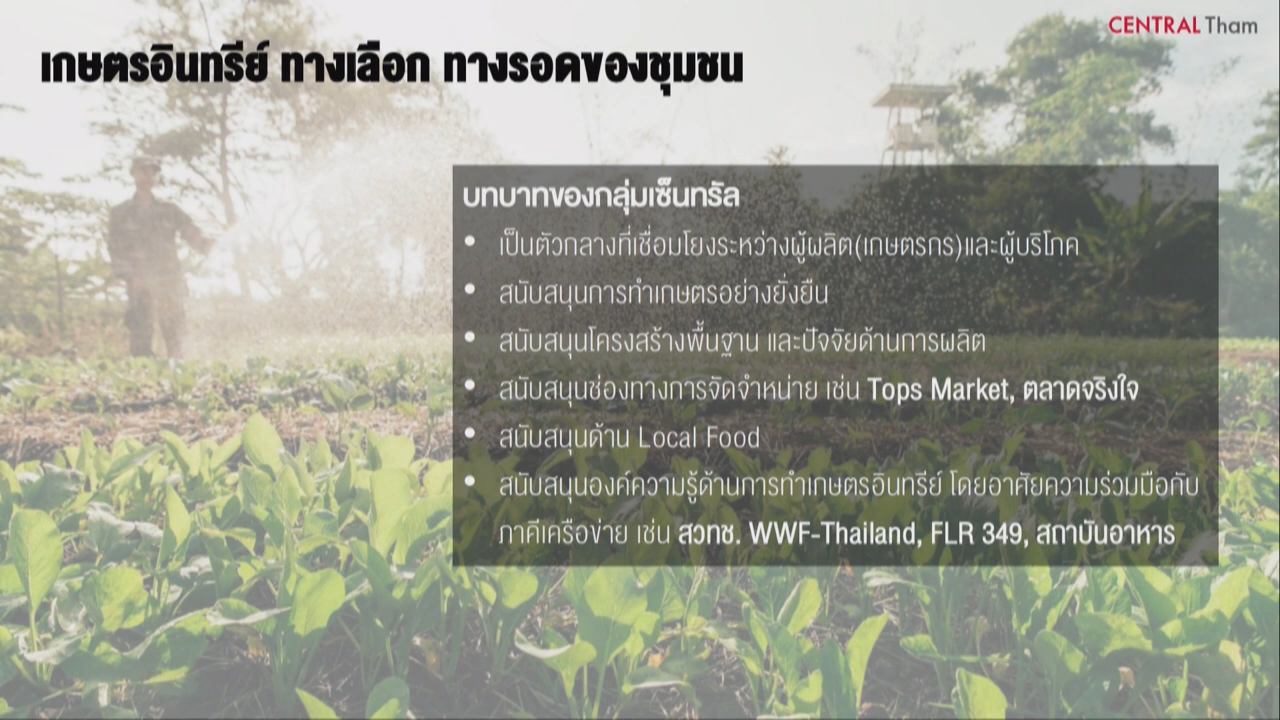 CENTRAL Tham
เกษตรอินทรีย์ ทางเลือก ทางรอดของชุมชน
บทบาทของกลุ่มเซ็นทรัล
• เป็นตัวกลางที่เชื่อมโยงระหว่างผู้ผลิต(เกษตรกร)และผู้บริโภค
• สนับสนุนการทำเกษตรอย่างยั่งยืน
• สนับสนุนโครงสร้างพื้นฐาน และปัจจัยด้านการผลิต
• สนับสนุนช่องทางการจัดจำหน่าย เช่น Tops Market, ตลาดจริงใจ
• สนับสนุนด้าน Local Food
• สนับสนุนองค์ความรู้ด้านการทำเกษตรอินทรีย์ โดยอาศัยความร่วมมือกับ
ภาคีเครือข่าย เช่น สวทช. WWF-Thailand, FLR 349, สถาบันอาหาร